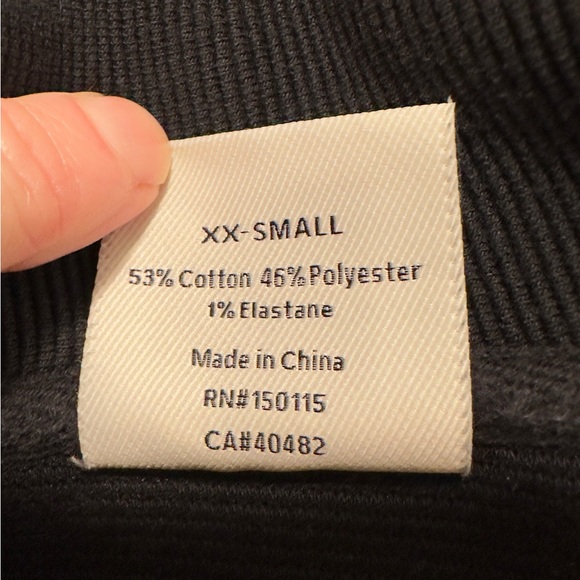 XX-SMALL
53% Cotton 46% Polyester
1% Elastane
Made in China
RN#150115
CA#40482